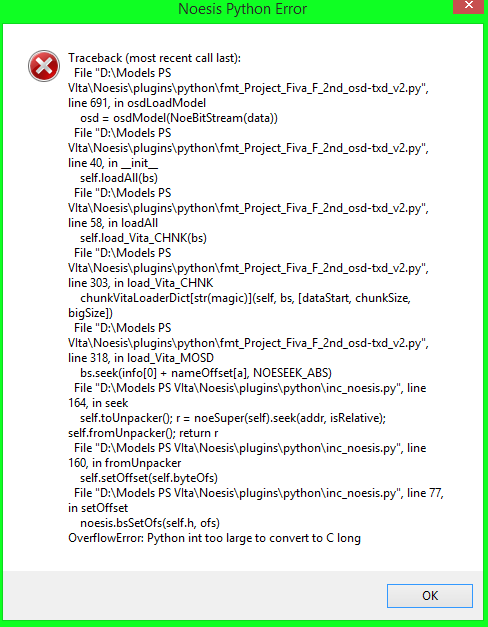 Noesis Python Error
Traceback (most recent call last):
File "D:\Models PS
VIta\Noesis\plugins\python\fmt_Project_Fiva_F_2nd_osd-txd_v2.py",
line 691, in osdLoadModel
osd = osdModel(NoeBitStream(data))
File "D:\Models PS
VIta\Noesis\plugins\python\fmt_Project_Fiva_F_2nd_osd-txd_v2.py",
line 40, in __init__
self.loadAll(bs)
File "D:\Models PS
VIta\Noesis\plugins\python\fmt_Project_Fiva_F_2nd_osd-txd_v2.py",
line 58, in loadAll
self.load_Vita_CHNK(bs)
File "D:\Models PS
VIta\Noesis\plugins\python\fmt_Project_Fiva_F_2nd_osd-txd_v2.py",
line 303, in load_Vita_CHNK
chunkVitaLoaderDict[str(magic)](self, bs, [dataStart, chunkSize,
bigSize])
File "D:\Models PS
VIta\Noesis\plugins\python\fmt_Project_Fiva_F_2nd_osd-txd_v2.py",
line 318, in load_Vita_MOSD
bs.seek(info[0] + nameOffset[a], NOESEEK_ABS)
File "D:\Models PS VIta\Noesis\plugins\python\inc_noesis.py", line
164, in seek
self.toUnpacker(); r = noeSuper(self).seek(addr, isRelative);
self.fromUnpacker(); return r
File "D:\Models PS VIta\Noesis\plugins\python\inc_noesis.py", line
160, in fromUnpacker
self.setOffset(self.byteOfs)
File "D:\Models PS VIta\Noesis\plugins\python\inc_noesis.py", line 77,
in setOffset
noesis.bsSetOfs(self.h, ofs)
OverflowError: Python int too large to convert to C long
OK